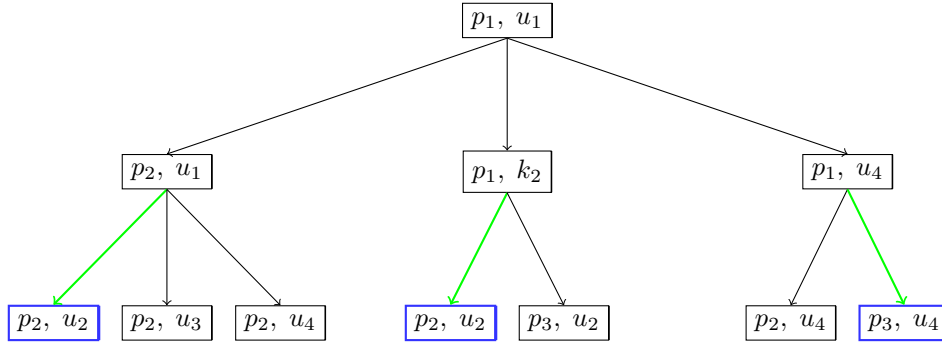 p₁, u₁
p₂, u₁
p₁, k₂
p₁, u₄
p₂, u₂
p₂, u₃
p₂, u₄
p₂, u₂
p₃, u₂
p₂, u₄
p₃, u₄